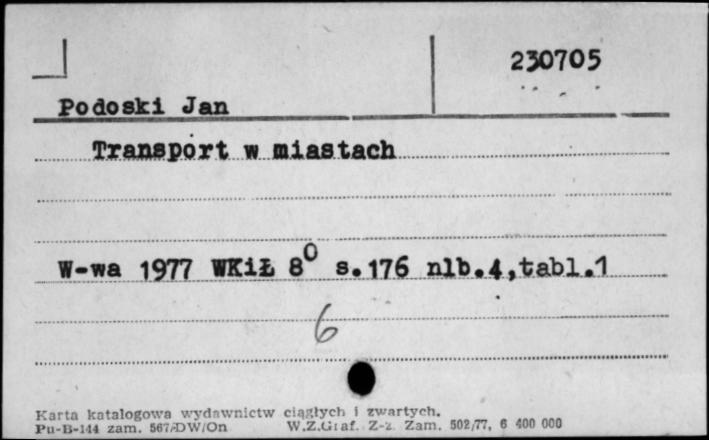 230705
Podoski Jan
Transport w miastach
W-wa 1977 WKiŁ 8⁰ s.176 nlb.4,tabl.1
6
Karta katalogowa wydawnictw ciągłych i zwartych.
Pu-B-144 zam. 567/DW/On W.Z.Graf. Z-z. Zam. 502/77, 6 400 000